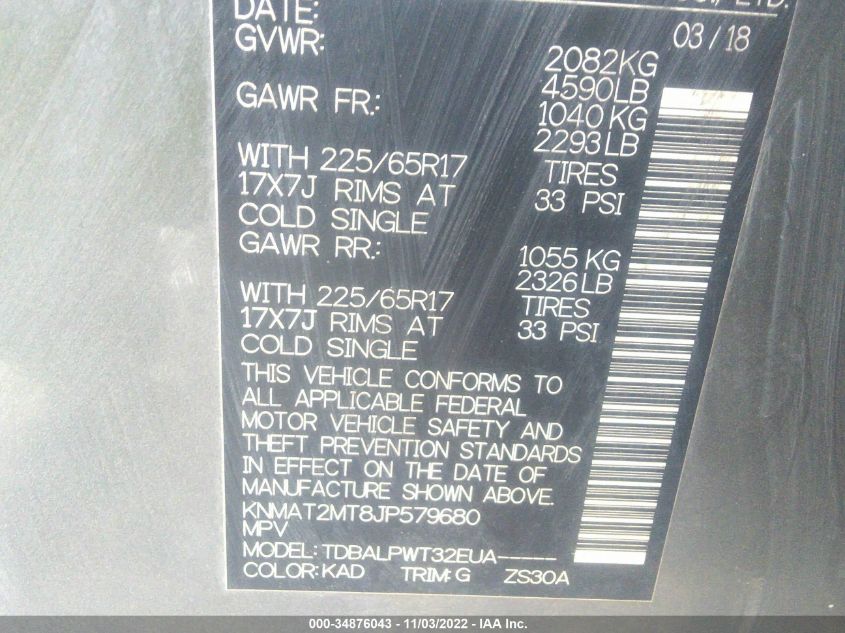 LTD.
DATE: 03/18
GVWR: 2082KG
4590LB
GAWR FR.: 1040KG
2293LB
WITH 225/65R17 TIRES
17X7J RIMS AT 33 PSI
COLD SINGLE
GAWR RR.: 1055KG
2326LB
WITH 225/65R17 TIRES
17X7J RIMS AT 33 PSI
COLD SINGLE
THIS VEHICLE CONFORMS TO
ALL APPLICABLE FEDERAL
MOTOR VEHICLE SAFETY AND
THEFT PREVENTION STANDARDS
IN EFFECT ON THE DATE OF
MANUFACTURE SHOWN ABOVE.
KNMAT2MT8JP579680
MPV
MODEL: TDBALPWT32EUA-----
COLOR: KAD TRIM: G ZS30A
000-34876043 - 11/03/2022 - IAA Inc.